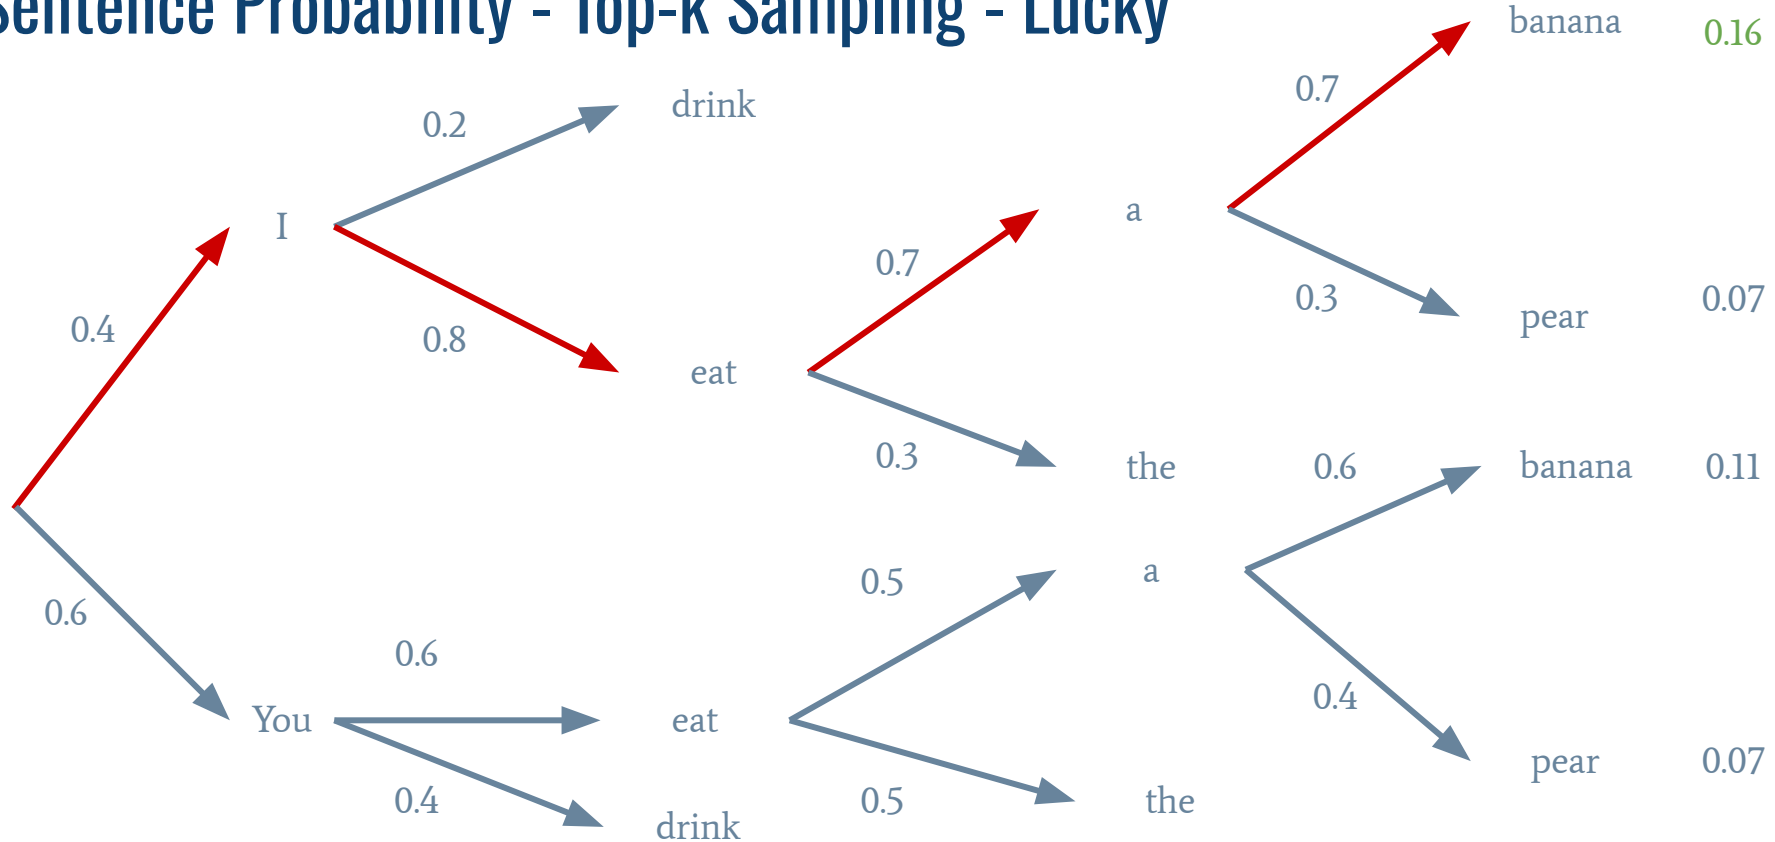 Sentence Probability - Top-k Sampling - Lucky
banana 0.16
0.7
drink
0.2
I
a
0.7
0.3
pear 0.07
0.4
0.8
eat
0.3
the
0.6
banana 0.11
0.5
a
0.6
0.6
0.4
You
eat
pear 0.07
0.4
0.5
the
drink